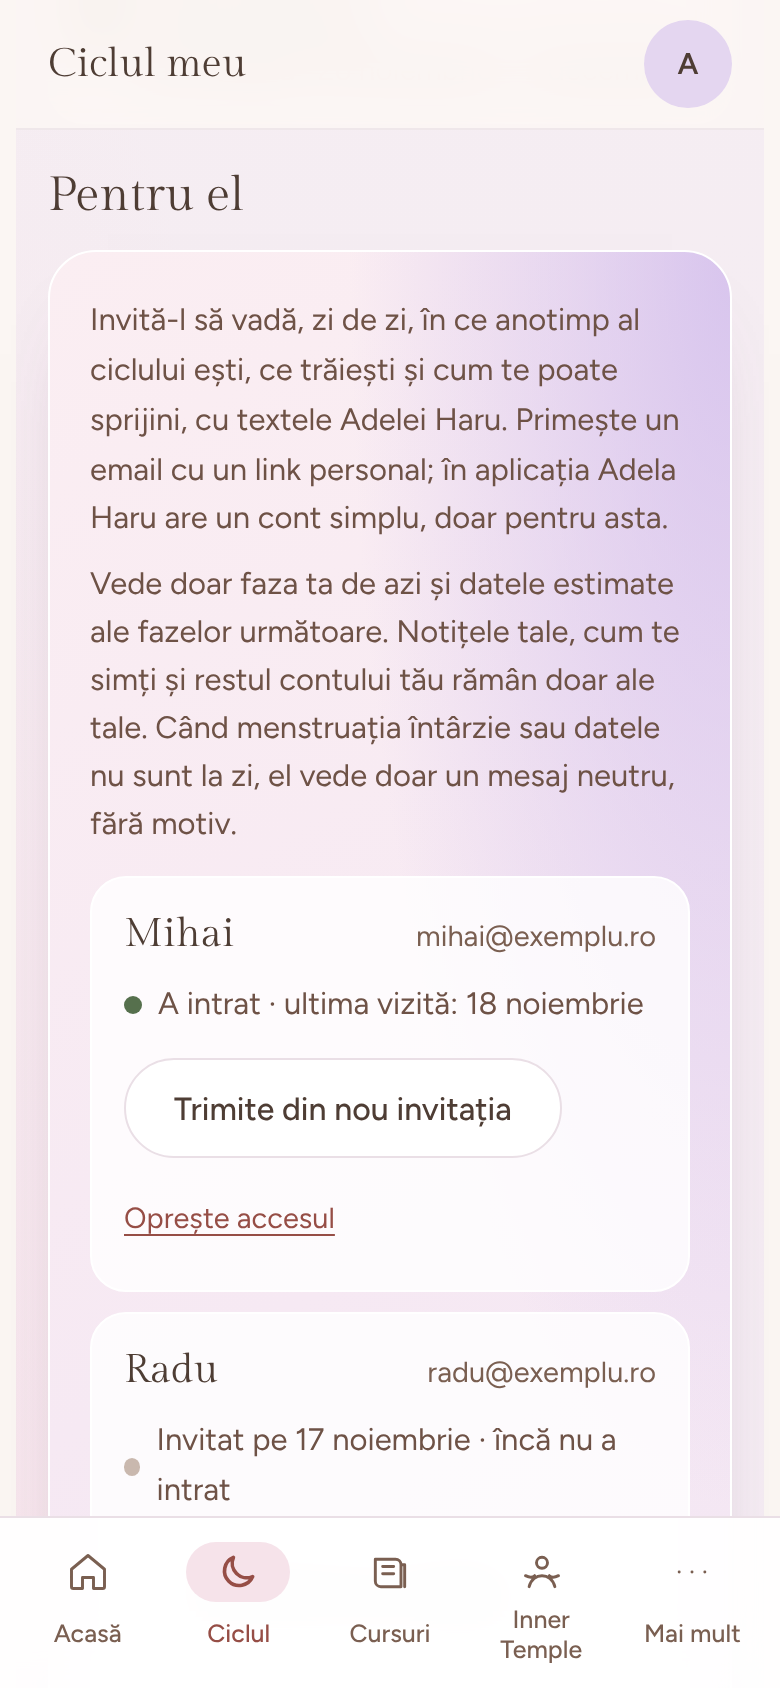 Ciclul meu
A
Pentru el
Invită-l să vadă, zi de zi, în ce anotimp al
ciclului ești, ce trăiești și cum te poate
sprijini, cu textele Adelei Haru. Primește un
email cu un link personal; în aplicația Adela
Haru are un cont simplu, doar pentru asta.
Vede doar faza ta de azi și datele estimate
ale fazelor următoare. Notițele tale, cum te
simți și restul contului tău rămân doar ale
tale. Când menstruația întârzie sau datele
nu sunt la zi, el vede doar un mesaj neutru,
fără motiv.
Mihai
mihai@exemplu.ro
A intrat · ultima vizită: 18 noiembrie
Trimite din nou invitația
Oprește accesul
Radu
radu@exemplu.ro
Invitat pe 17 noiembrie · încă nu a
intrat
Acasă
Ciclul
Cursuri
Inner
Temple
Mai mult